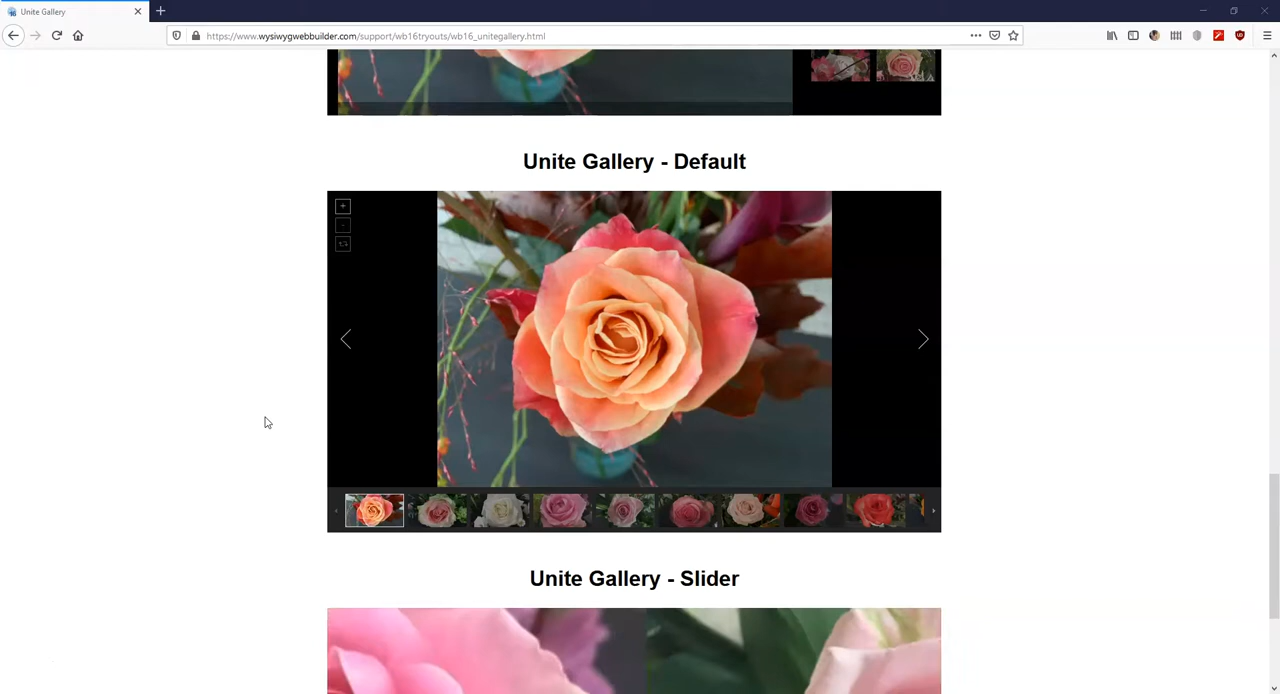 Unite Gallery
https://www.wysiwygwebbuilder.com/support/wb16tryouts/wb16_unitegallery.html
Unite Gallery - Default
Unite Gallery - Slider